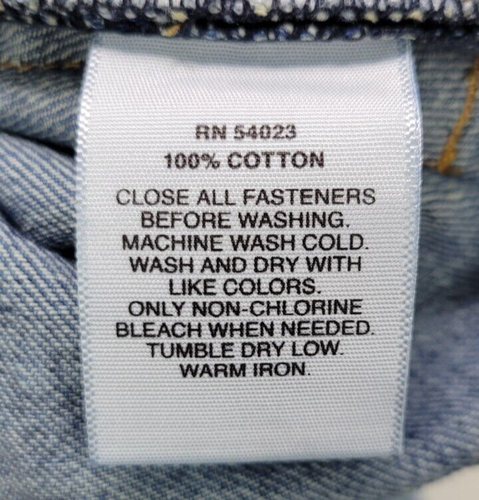 RN 54023
100% COTTON
CLOSE ALL FASTENERS
BEFORE WASHING.
MACHINE WASH COLD.
WASH AND DRY WITH
LIKE COLORS.
ONLY NON-CHLORINE
BLEACH WHEN NEEDED.
TUMBLE DRY LOW.
WARM IRON.